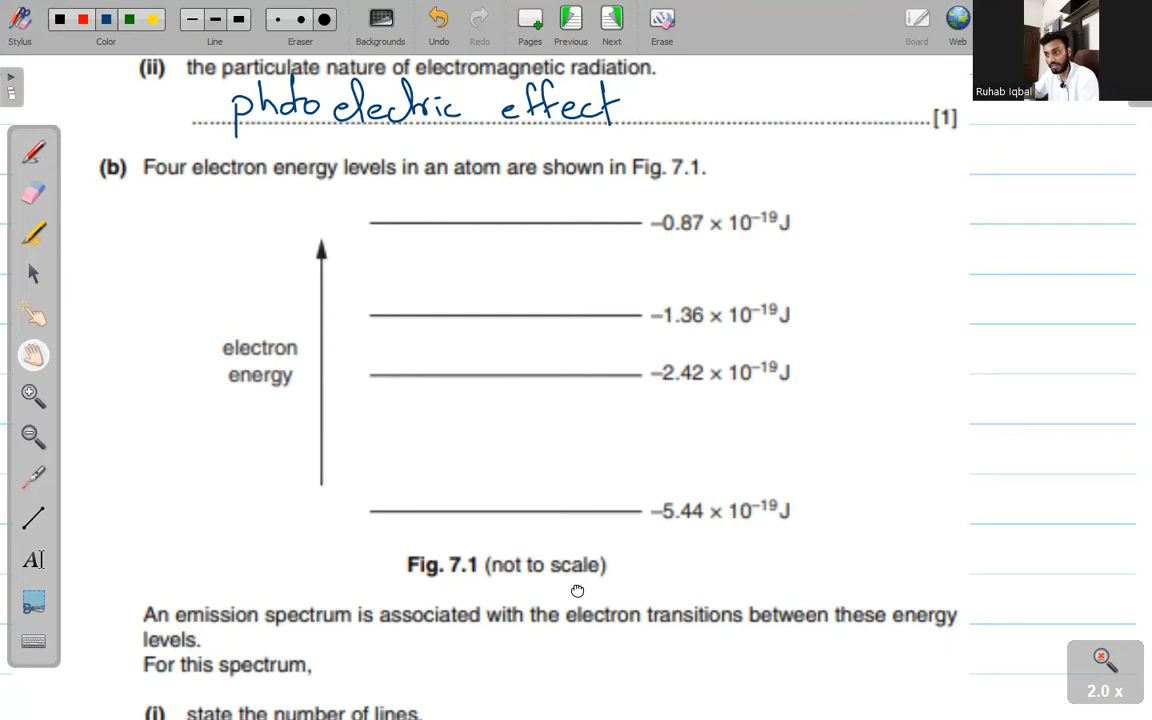 Stylus
Color
Line
Eraser
Backgrounds
Undo
Redo
Pages
Previous
Next
Erase
Board
Web
Ruhab Iqbal
(ii) the particulate nature of electromagnetic radiation.
photo electric effect
[1]
(b) Four electron energy levels in an atom are shown in Fig. 7.1.
–0.87 × 10⁻¹⁹ J
–1.36 × 10⁻¹⁹ J
electron
energy
–2.42 × 10⁻¹⁹ J
–5.44 × 10⁻¹⁹ J
Fig. 7.1 (not to scale)
An emission spectrum is associated with the electron transitions between these energy
levels.
For this spectrum,
(i) state the number of lines.
2.0 x